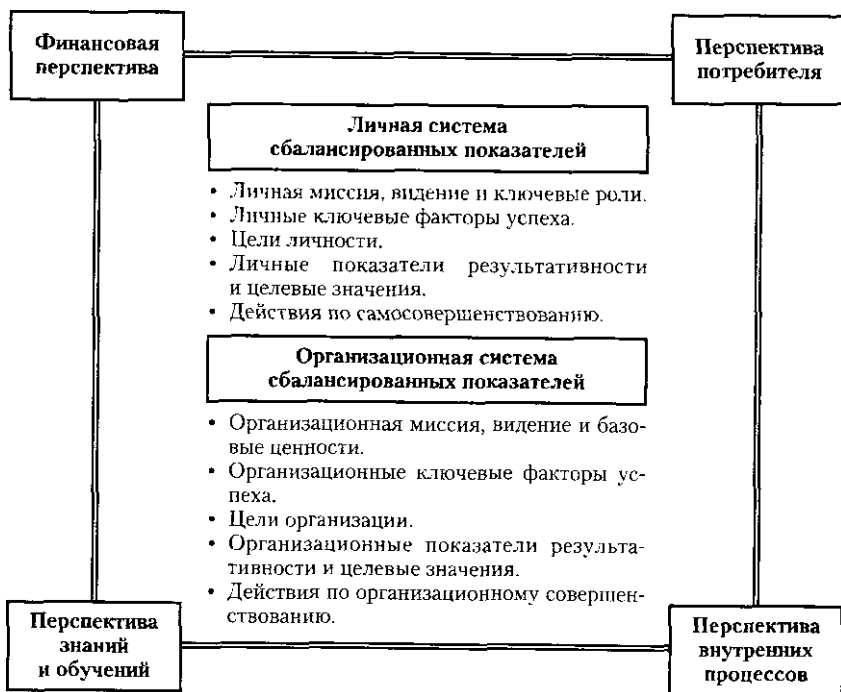 Финансовая
перспектива
Перспектива
потребителя
Личная система
сбалансированных показателей
• Личная миссия, видение и ключевые роли.
• Личные ключевые факторы успеха.
• Цели личности.
• Личные показатели результативности
и целевые значения.
• Действия по самосовершенствованию.
Организационная система
сбалансированных показателей
• Организационная миссия, видение и базо-
вые ценности.
• Организационные ключевые факторы ус-
пеха.
• Цели организации.
• Организационные показатели результа-
тивности и целевые значения.
• Действия по организационному совершен-
ствованию.
Перспектива
знаний
и обучений
Перспектива
внутренних
процессов